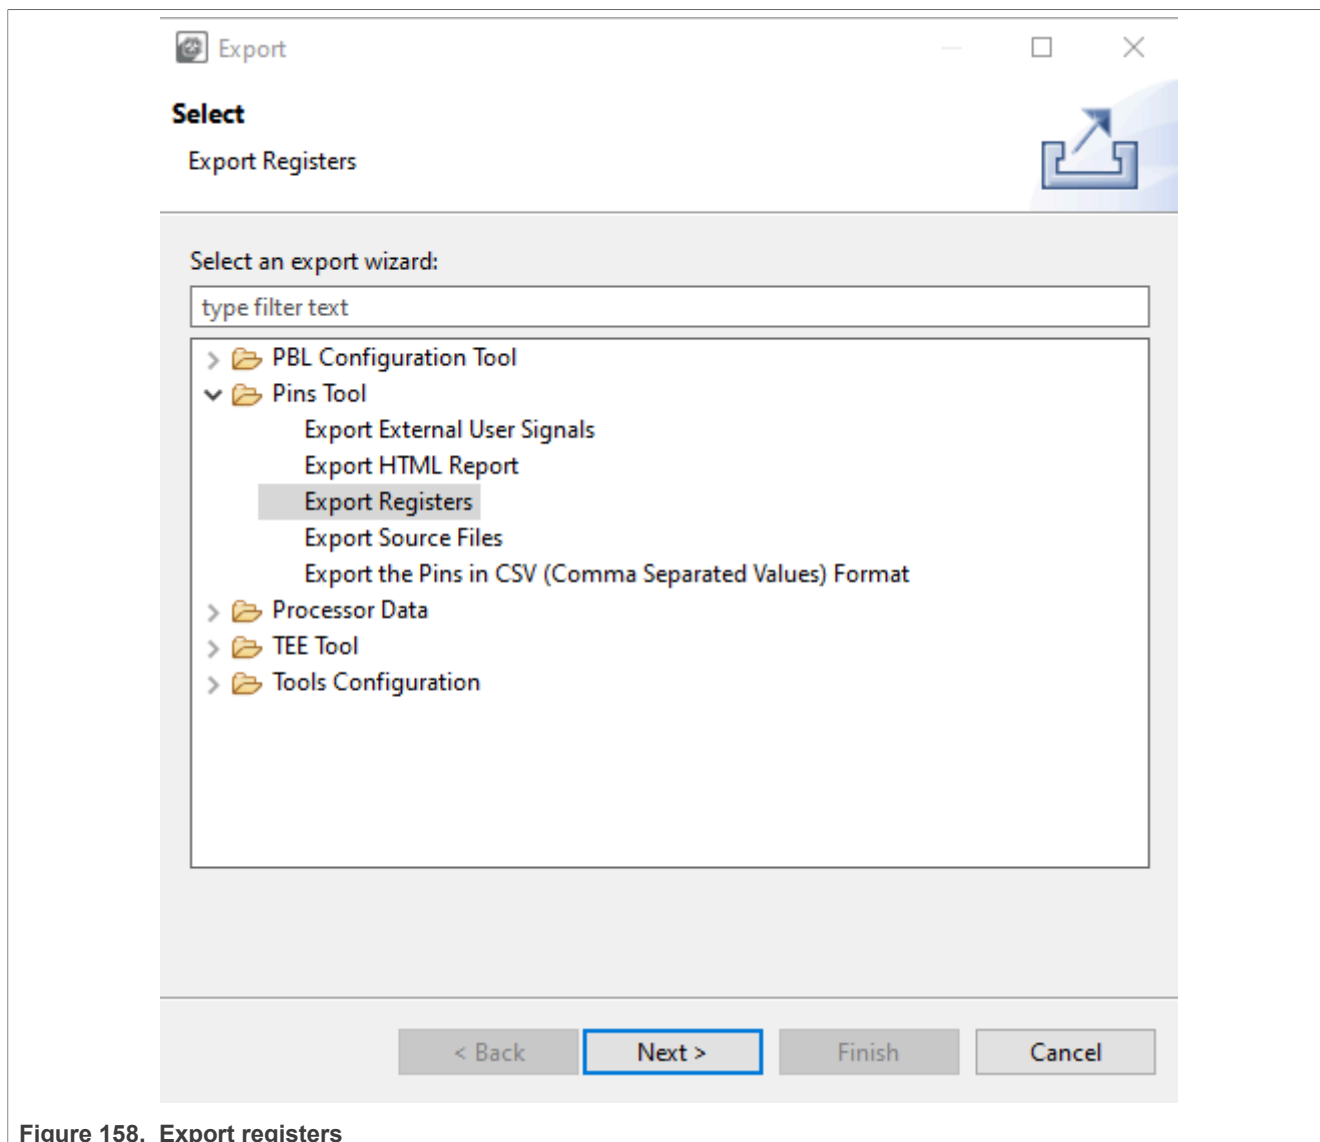 Export
Select
Export Registers
Select an export wizard:
type filter text
PBL Configuration Tool
Pins Tool
Export External User Signals
Export HTML Report
Export Registers
Export Source Files
Export the Pins in CSV (Comma Separated Values) Format
Processor Data
TEE Tool
Tools Configuration
< Back Next > Finish Cancel
Figure 158. Export registers